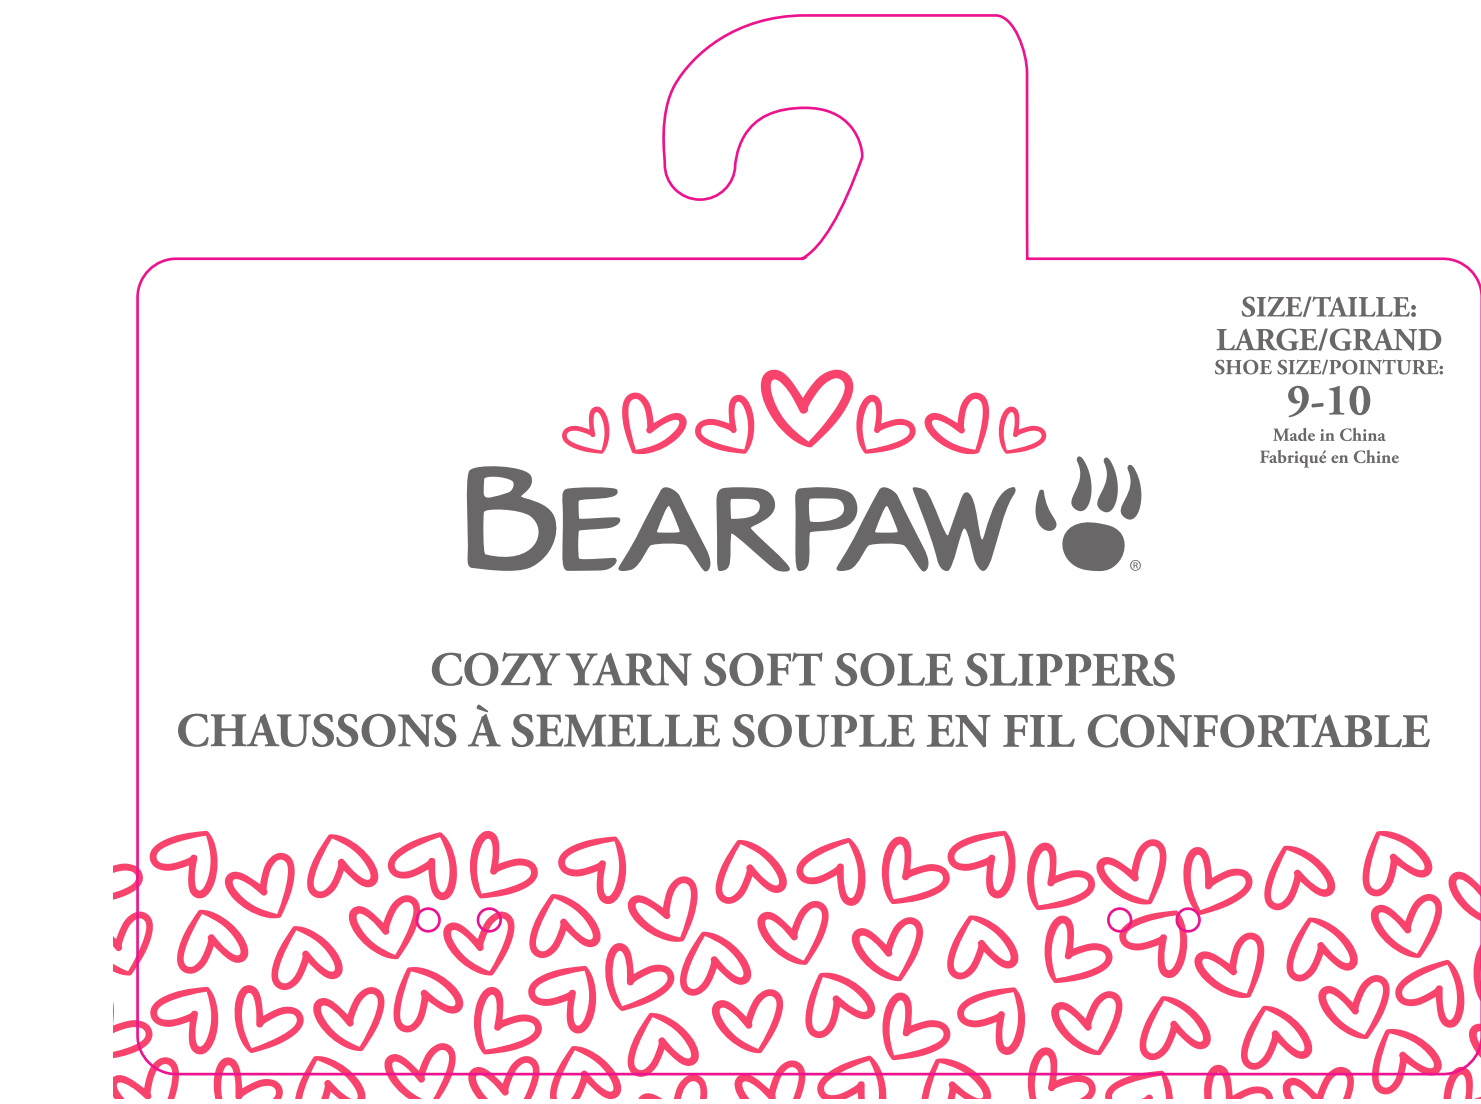 SIZE/TAILLE:
LARGE/GRAND
SHOE SIZE/POINTURE:
9-10
Made in China
Fabriqué en Chine
BEARPAW ®
COZY YARN SOFT SOLE SLIPPERS
CHAUSSONS À SEMELLE SOUPLE EN FIL CONFORTABLE